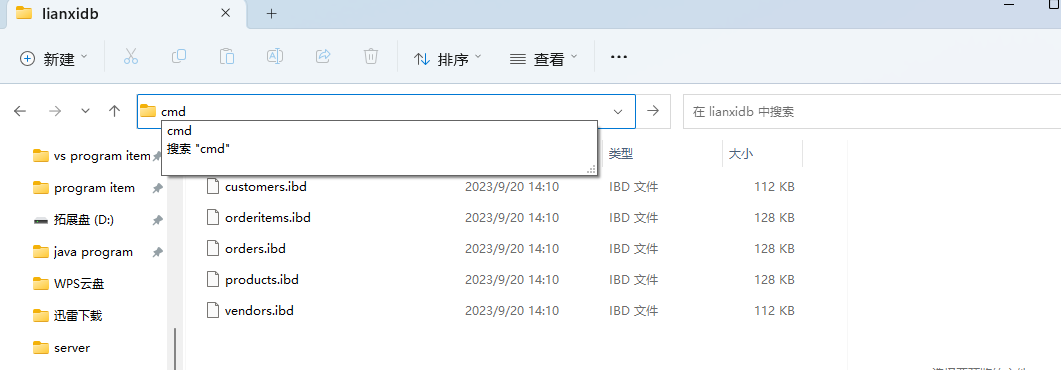 lianxidb
新建
排序
查看
cmd
在 lianxidb 中搜索
cmd
搜索 "cmd"
类型
大小
vs program item
program item
拓展盘 (D:)
java program
WPS云盘
迅雷下载
server
customers.ibd 2023/9/20 14:10 IBD 文件 112 KB
orderitems.ibd 2023/9/20 14:10 IBD 文件 128 KB
orders.ibd 2023/9/20 14:10 IBD 文件 128 KB
products.ibd 2023/9/20 14:10 IBD 文件 128 KB
vendors.ibd 2023/9/20 14:10 IBD 文件 112 KB